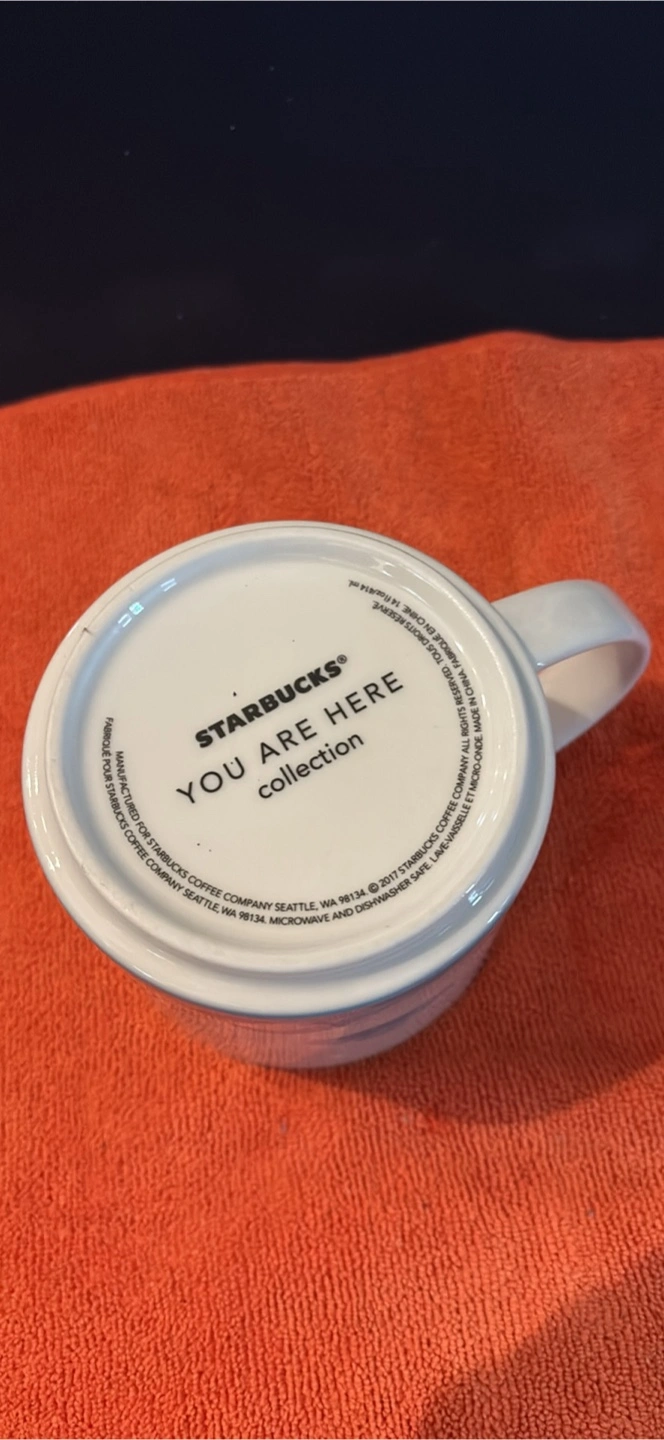 STARBUCKS®
YOU ARE HERE
collection
MANUFACTURED FOR STARBUCKS COFFEE COMPANY SEATTLE, WA 98134. © 2017 STARBUCKS COFFEE COMPANY ALL RIGHTS RESERVED. TOUS DROITS RÉSERVÉ.
FABRIQUÉ POUR STARBUCKS COFFEE COMPANY SEATTLE, WA 98134. MICROWAVE AND DISHWASHER SAFE. LAVE-VAISSELLE ET MICRO-ONDE. MADE IN CHINA. FABRIQUÉ EN CHINE. 14 fl oz/414 mL